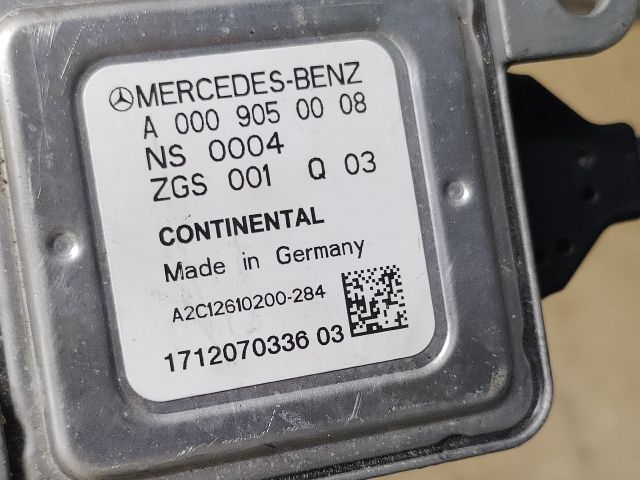 MERCEDES-BENZ
A 000 905 00 08
NS 0004
ZGS 001 Q 03
CONTINENTAL
Made in Germany
A2C12610200-284
1712070336 03